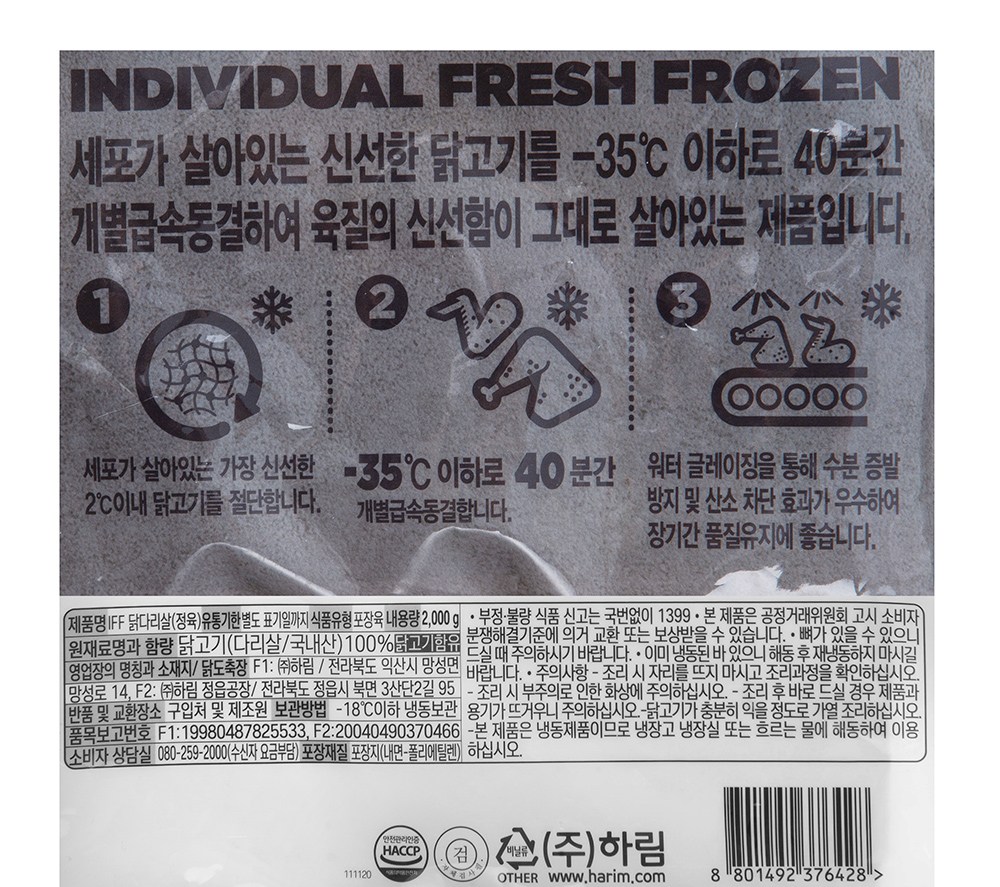 INDIVIDUAL FRESH FROZEN
세포가 살아있는 신선한 닭고기를 -35℃ 이하로 40분간
개별급속동결하여 육질의 신선함이 그대로 살아있는 제품입니다.
1
2
3
세포가 살아있는 가장 신선한
2℃이내 닭고기를 절단합니다.
-35℃ 이하로 40 분간
개별급속동결합니다.
워터 글레이징을 통해 수분 증발
방지 및 산소 차단 효과가 우수하여
장기간 품질유지에 좋습니다.
제품명 IFF 닭다리살(정육) 유통기한 별도 표기일까지 식품유형 포장육 내용량 2,000 g
원재료명과 함량 닭고기(다리살/국내산)100% 닭고기함유
영업장의 명칭과 소재지/ 닭도축장 F1: ㈜하림 / 전라북도 익산시 망성면
망성로 14, F2: ㈜하림 정읍공장/ 전라북도 정읍시 북면 3산단2길 95
반품 및 교환장소 구입처 및 제조원 보관방법 -18℃이하 냉동보관
품목보고번호 F1:19980487825533, F2:20040490370466
소비자 상담실 080-259-2000(수신자 요금부담) 포장재질 포장지(내면-폴리에틸렌)
• 부정·불량 식품 신고는 국번없이 1399 • 본 제품은 공정거래위원회 고시 소비자
분쟁해결기준에 의거 교환 또는 보상받을 수 있습니다. • 뼈가 있을 수 있으니
드실 때 주의하시기 바랍니다. • 이미 냉동된 바 있으니 해동 후 재냉동하지 마시길
바랍니다. • 주의사항 - 조리 시 자리를 뜨지 마시고 조리과정을 확인하십시오.
- 조리 시 부주의로 인한 화상에 주의하십시오. - 조리 후 바로 드실 경우 제품과
용기가 뜨거우니 주의하십시오. -닭고기가 충분히 익을 정도로 가열 조리하십시오.
-본 제품은 냉동제품이므로 냉장고 냉장실 또는 흐르는 물에 해동하여 이용
하십시오.
111120
안전관리인증
HACCP
검
비닐류
OTHER
(주)하림
www.harim.com
8 801492 376428 >